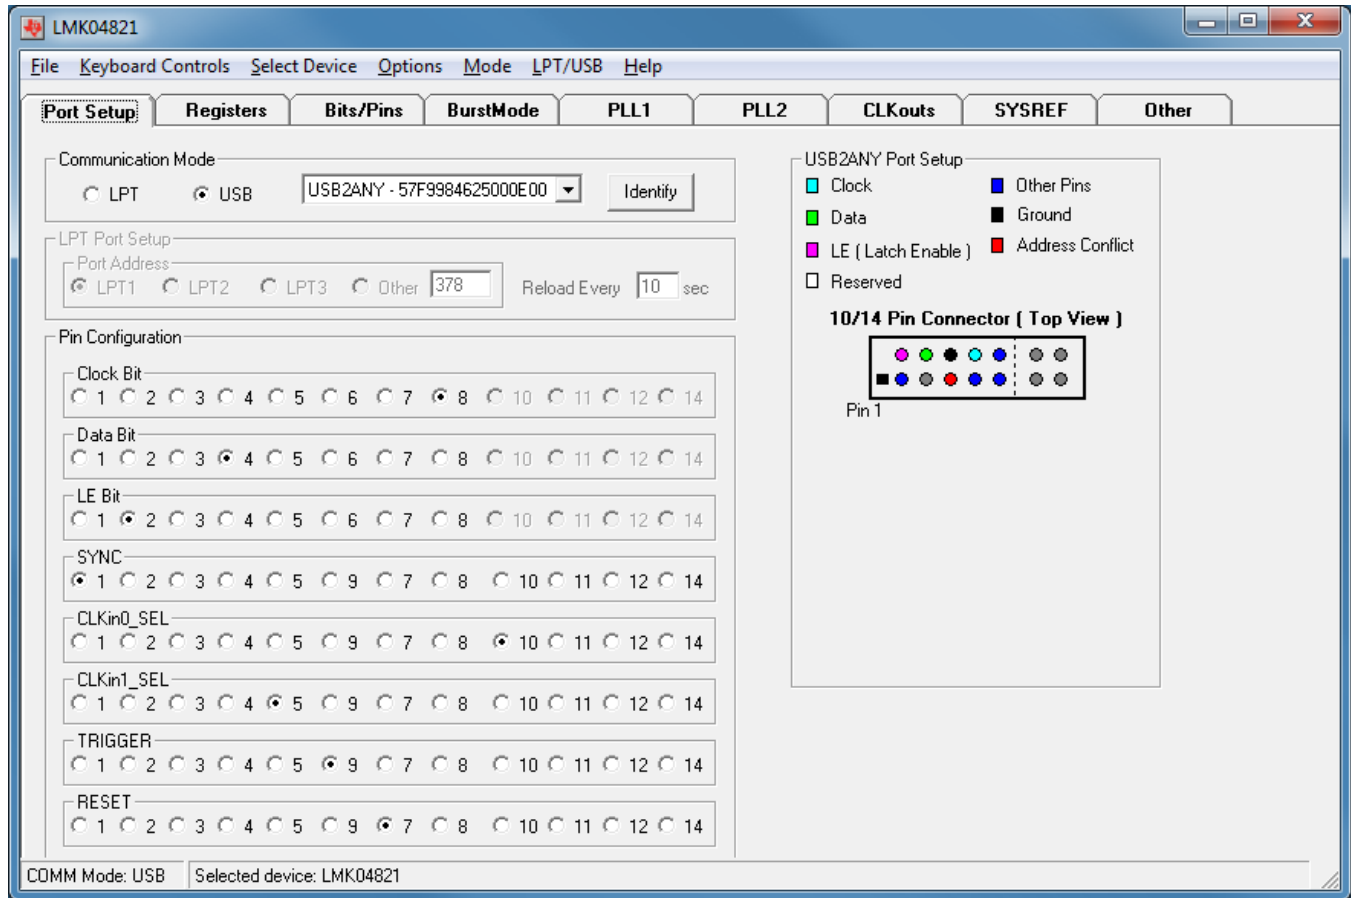 LMK04821
File Keyboard Controls Select Device Options Mode LPT/USB Help
Port Setup Registers Bits/Pins BurstMode PLL1 PLL2 CLKouts SYSREF Other
Communication Mode
LPT USB USB2ANY - 57F9984625000E00 Identify
LPT Port Setup
Port Address
LPT1 LPT2 LPT3 Other 378 Reload Every 10 sec
Pin Configuration
Clock Bit
1 2 3 4 5 6 7 8 10 11 12 14
Data Bit
1 2 3 4 5 6 7 8 10 11 12 14
LE Bit
1 2 3 4 5 6 7 8 10 11 12 14
SYNC
1 2 3 4 5 9 7 8 10 11 12 14
CLKin0_SEL
1 2 3 4 5 9 7 8 10 11 12 14
CLKin1_SEL
1 2 3 4 5 9 7 8 10 11 12 14
TRIGGER
1 2 3 4 5 9 7 8 10 11 12 14
RESET
1 2 3 4 5 9 7 8 10 11 12 14
USB2ANY Port Setup
Clock Other Pins
Data Ground
LE ( Latch Enable ) Address Conflict
Reserved
10/14 Pin Connector ( Top View )
Pin 1
COMM Mode: USB Selected device: LMK04821